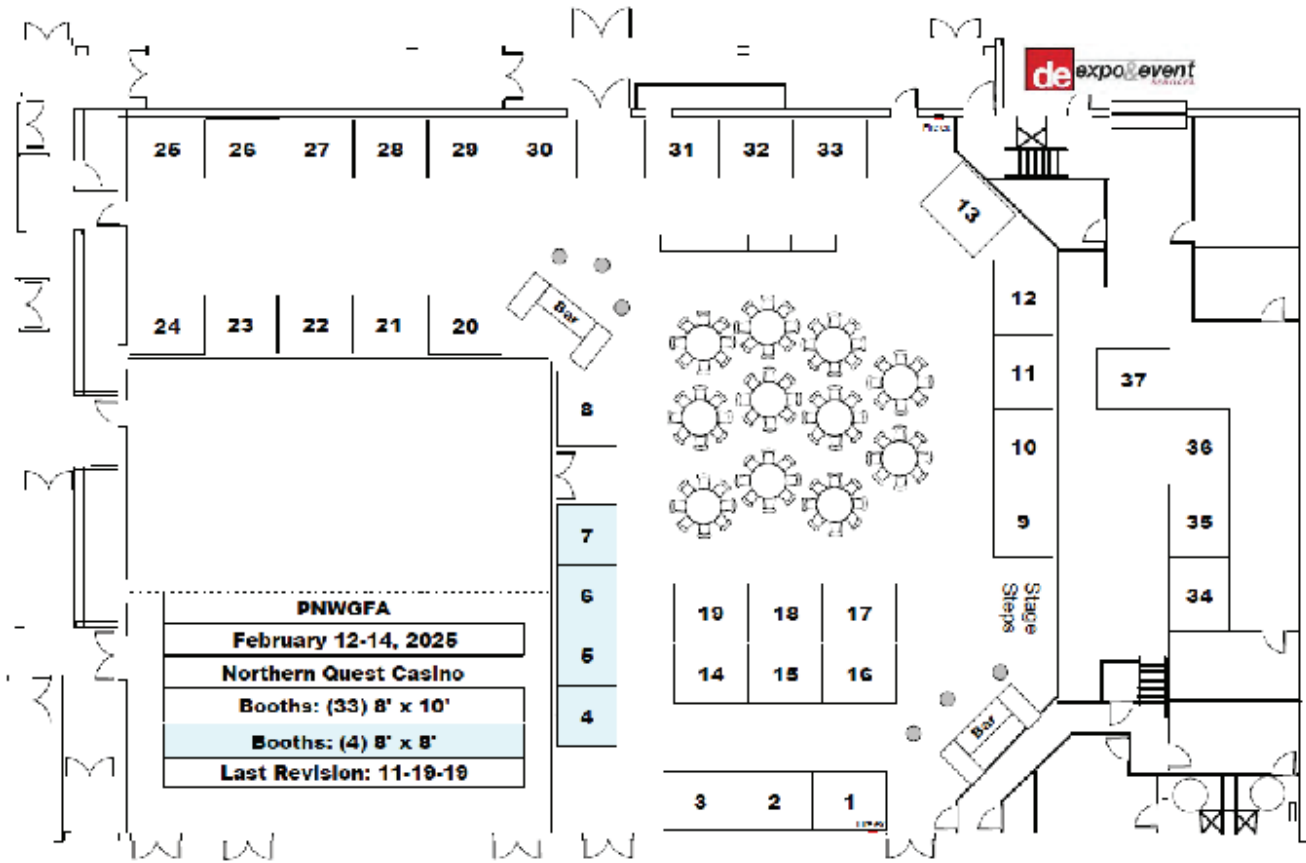 de expo&event
SERVICES
25 26 27 28 29 30 31 32 33
13
12
Bar
24 23 22 21 20
11
37
8
10
36
7
9
35
6
19 18 17
Stage
Steps
34
5
14 15 16
4
Bar
3 2 1
PNWGFA
February 12-14, 2025
Northern Quest Casino
Booths: (33) 8' x 10'
Booths: (4) 8' x 8'
Last Revision: 11-19-19